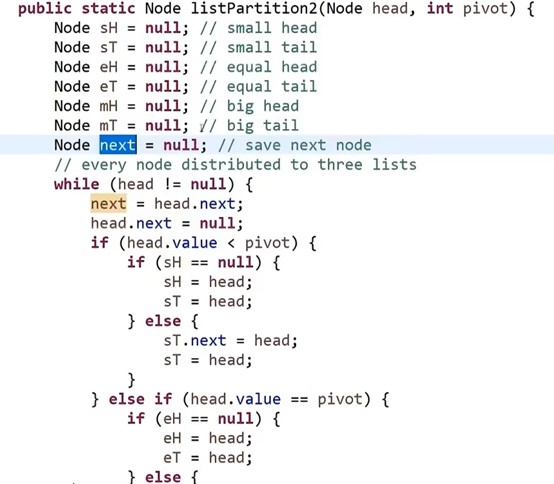 public static Node listPartition2(Node head, int pivot) {
Node sH = null; // small head
Node sT = null; // small tail
Node eH = null; // equal head
Node eT = null; // equal tail
Node mH = null; // big head
Node mT = null; // big tail
Node next = null; // save next node
// every node distributed to three lists
while (head != null) {
next = head.next;
head.next = null;
if (head.value < pivot) {
if (sH == null) {
sH = head;
sT = head;
} else {
sT.next = head;
sT = head;
}
} else if (head.value == pivot) {
if (eH == null) {
eH = head;
eT = head;
} else {